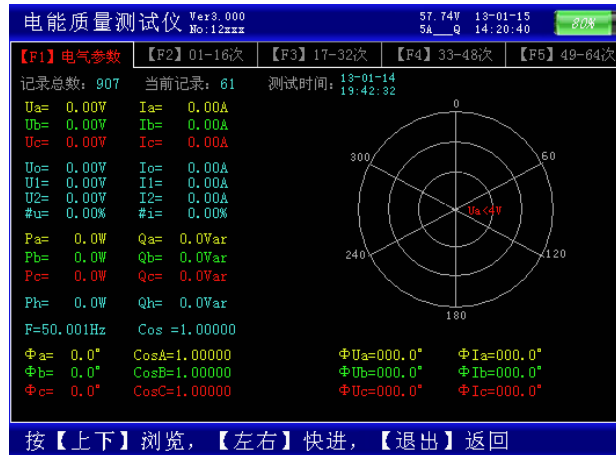 电能质量测试仪 Ver3.000 57.74V 13-01-15
No:12xxx 5A___Q 14:20:40 80%
【F1】电气参数 【F2】01-16次 【F3】17-32次 【F4】33-48次 【F5】49-64次
记录总数: 907 当前记录: 61 测试时间: 13-01-14
19:42:32
Ua= 0.00V Ia= 0.00A
Ub= 0.00V Ib= 0.00A
Uc= 0.00V Ic= 0.00A
Uo= 0.00V Io= 0.00A
U1= 0.00V I1= 0.00A
U2= 0.00V I2= 0.00A
#u= 0.00% #i= 0.00%
Pa= 0.0W Qa= 0.0Var
Pb= 0.0W Qb= 0.0Var
Pc= 0.0W Qc= 0.0Var
Ph= 0.0W Qh= 0.0Var
F=50.001Hz Cos =1.00000
Φa= 0.0° CosA=1.00000
Φb= 0.0° CosB=1.00000
Φc= 0.0° CosC=1.00000
0
300 60
Ua<4V
240 120
180
ΦUa=000.0° ΦIa=000.0°
ΦUb=000.0° ΦIb=000.0°
ΦUc=000.0° ΦIc=000.0°
按【上下】浏览, 【左右】快进, 【退出】返回